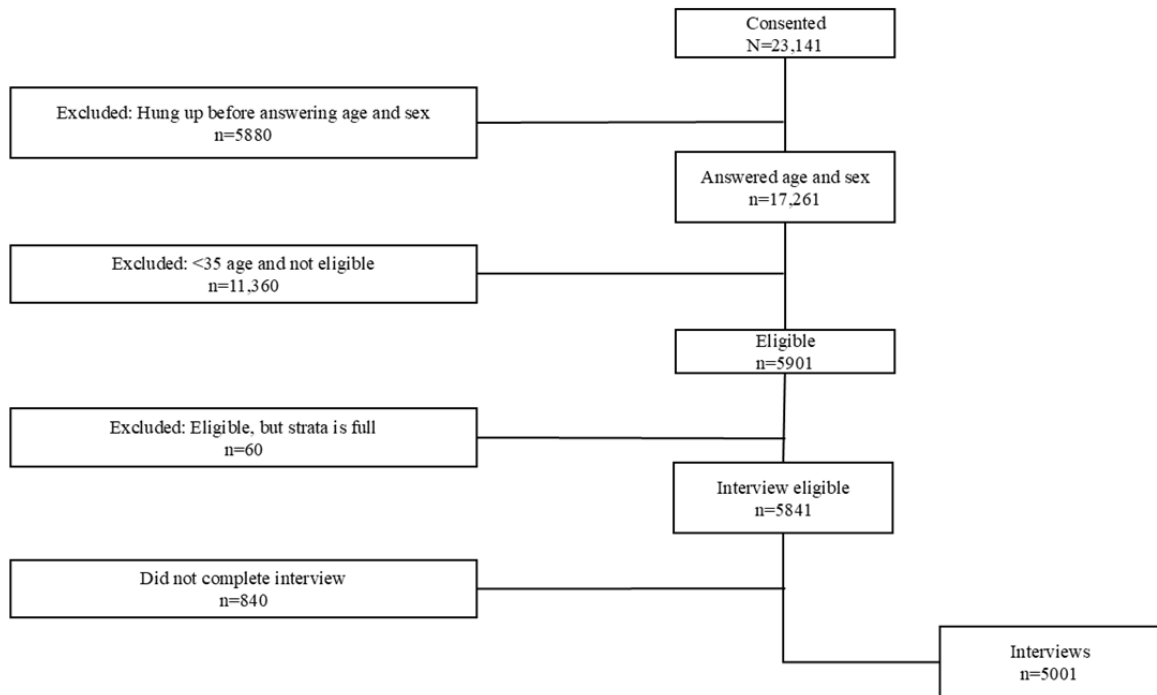 Consented
N=23,141
Excluded: Hung up before answering age and sex
n=5880
Answered age and sex
n=17,261
Excluded: <35 age and not eligible
n=11,360
Eligible
n=5901
Excluded: Eligible, but strata is full
n=60
Interview eligible
n=5841
Did not complete interview
n=840
Interviews
n=5001